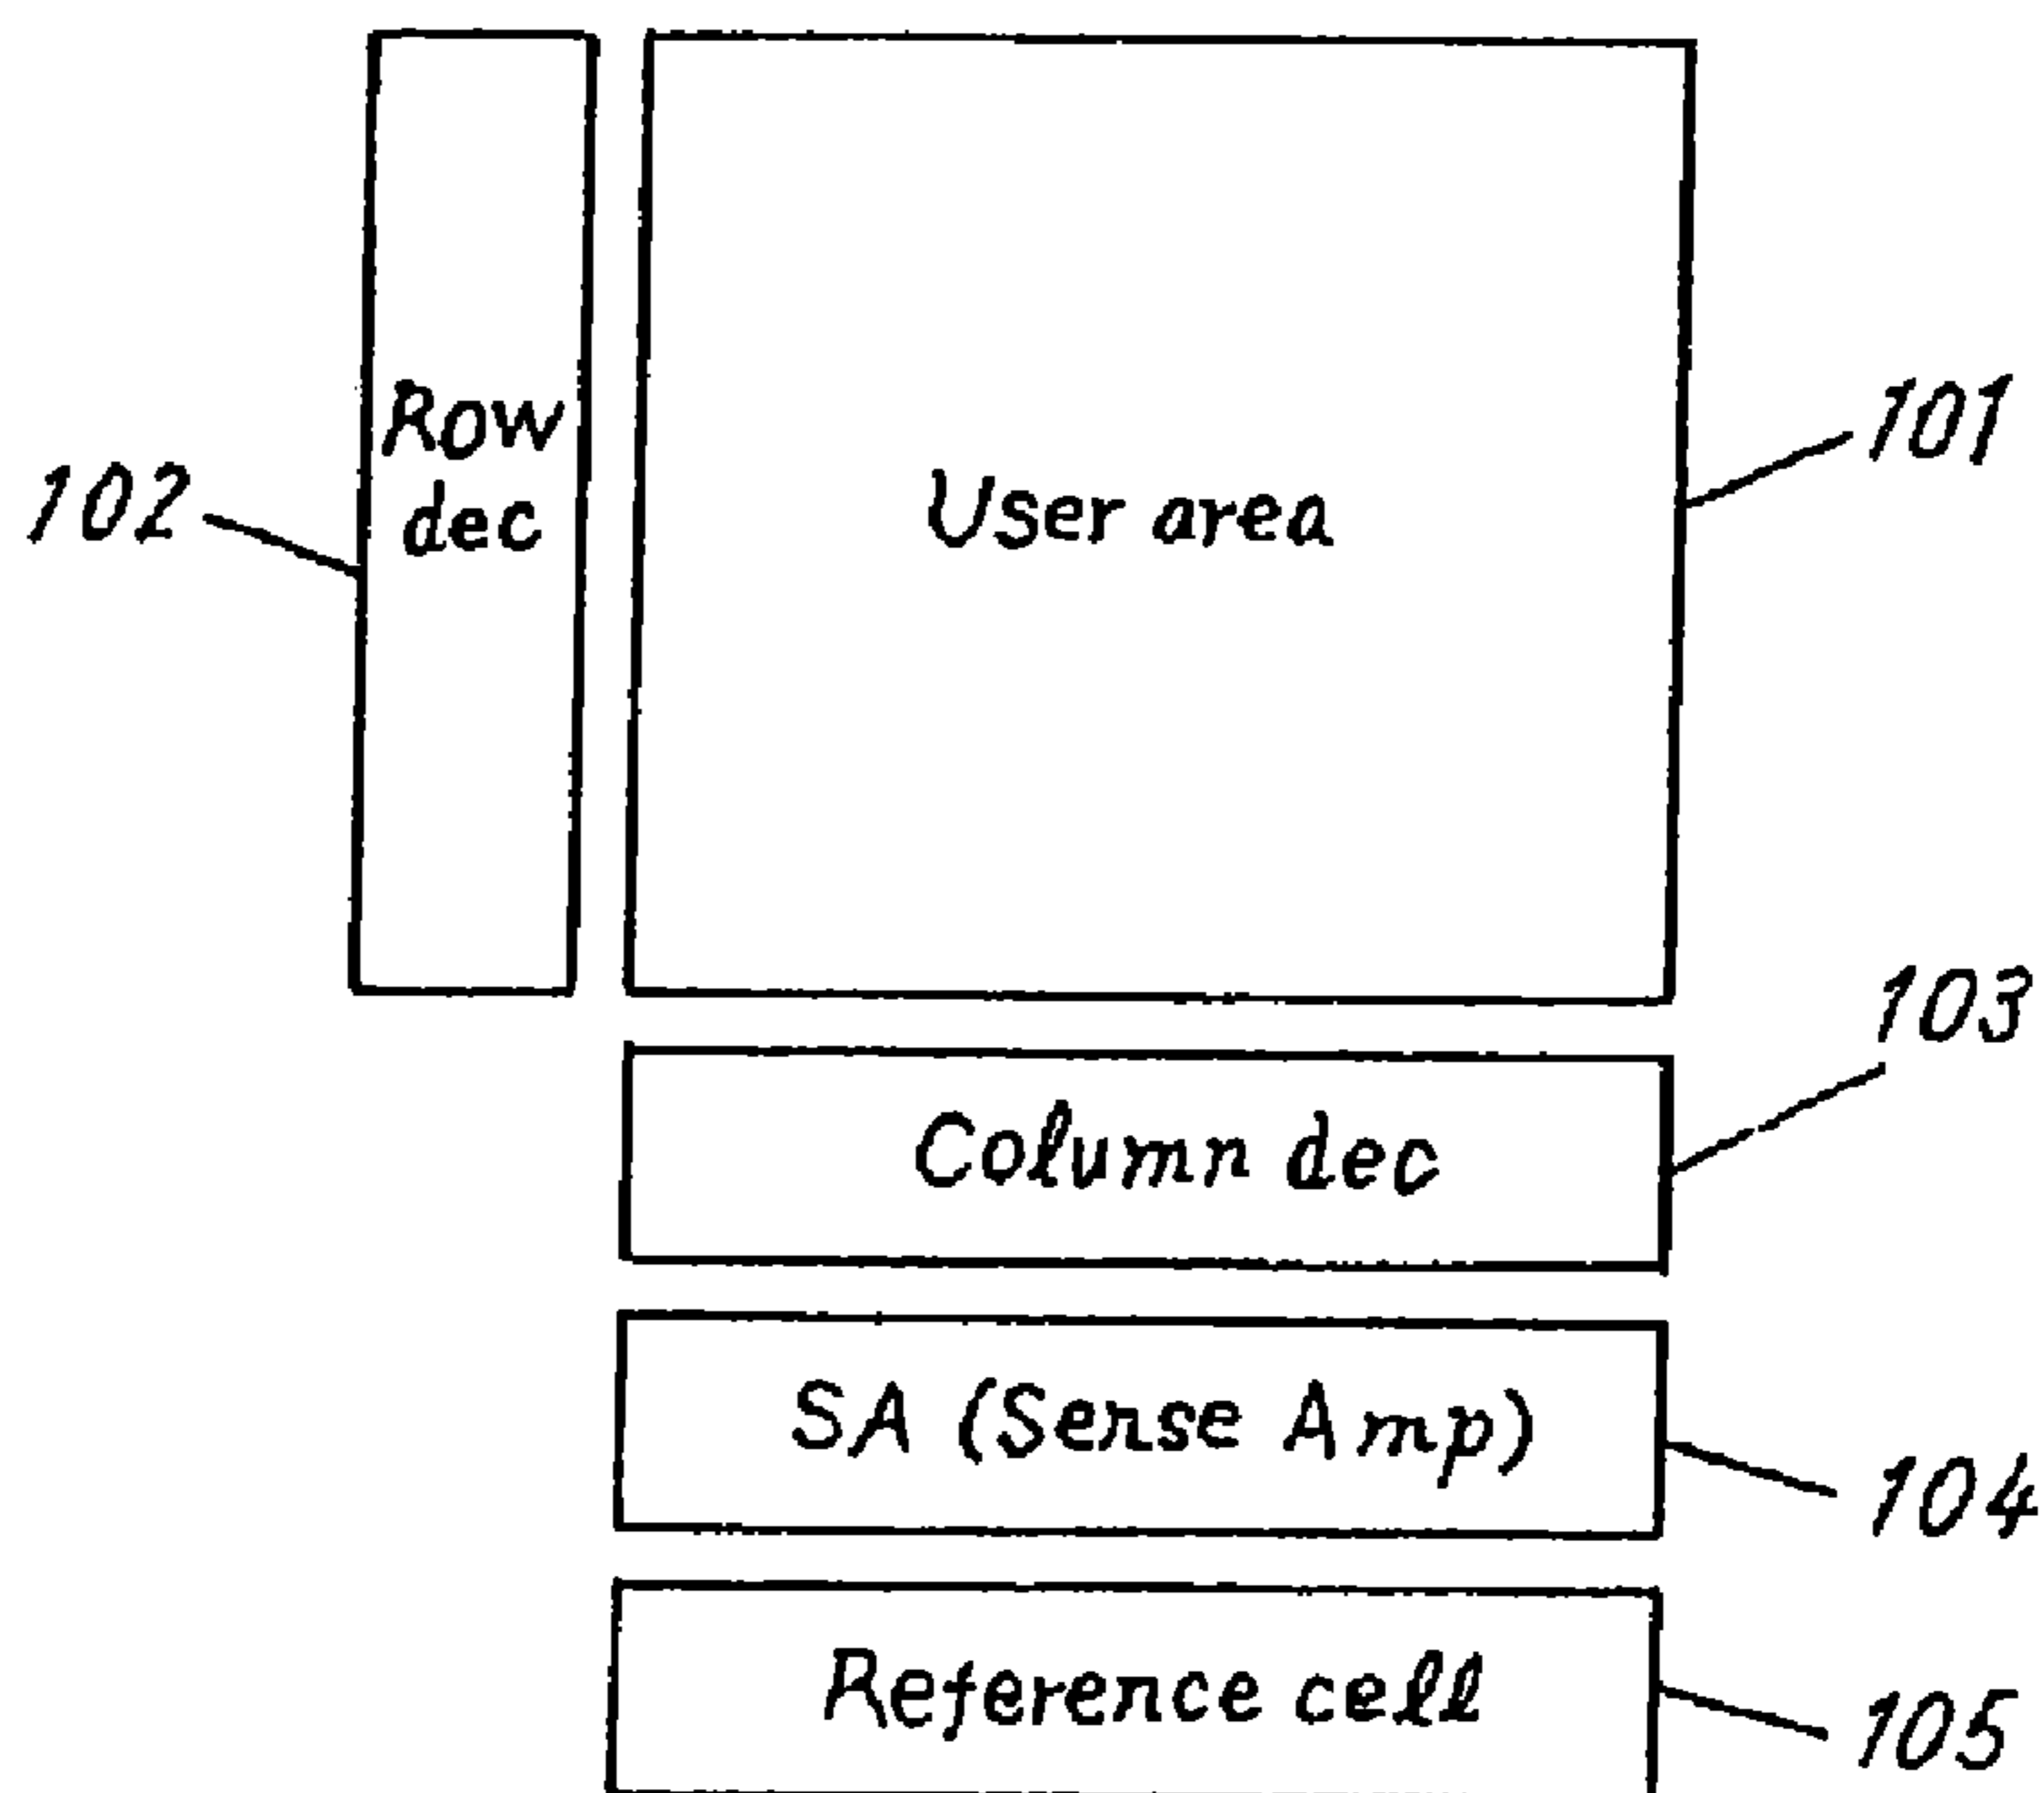 Row
dec
102
User area
101
103
Column dec
SA (Sense Amp)
104
Reference cell
105